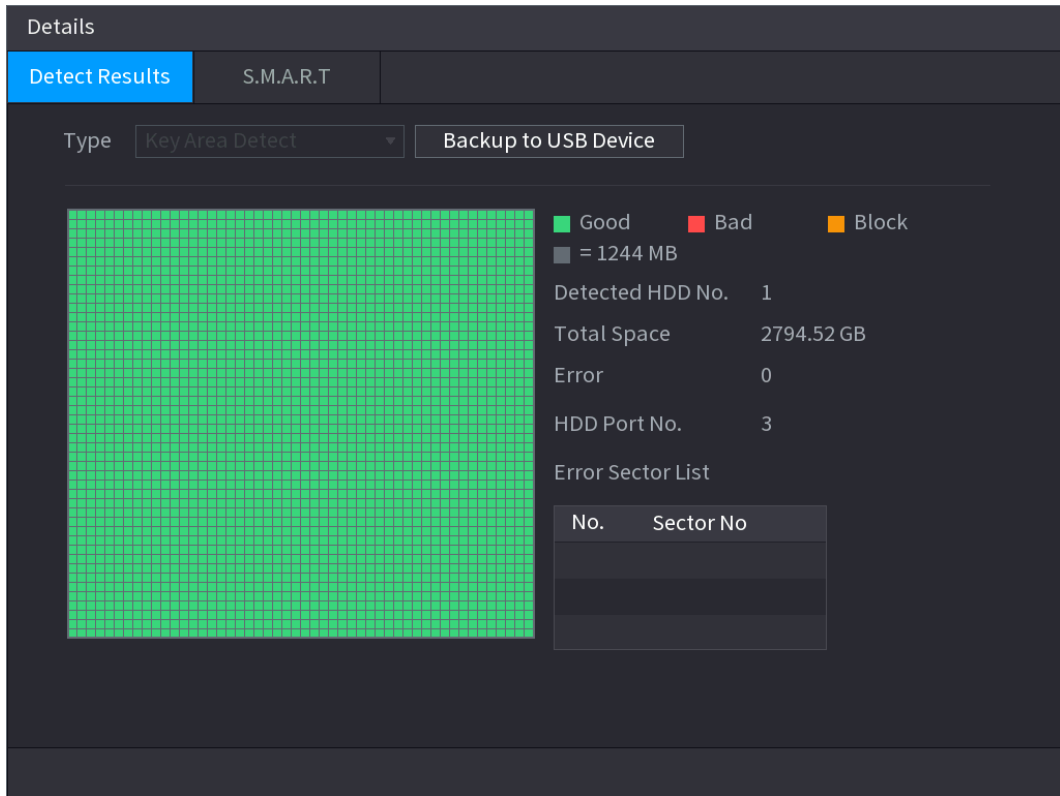 Details
Detect Results S.M.A.R.T
Type Key Area Detect Backup to USB Device
Good Bad Block
= 1244 MB
Detected HDD No. 1
Total Space 2794.52 GB
Error 0
HDD Port No. 3
Error Sector List
No. Sector No